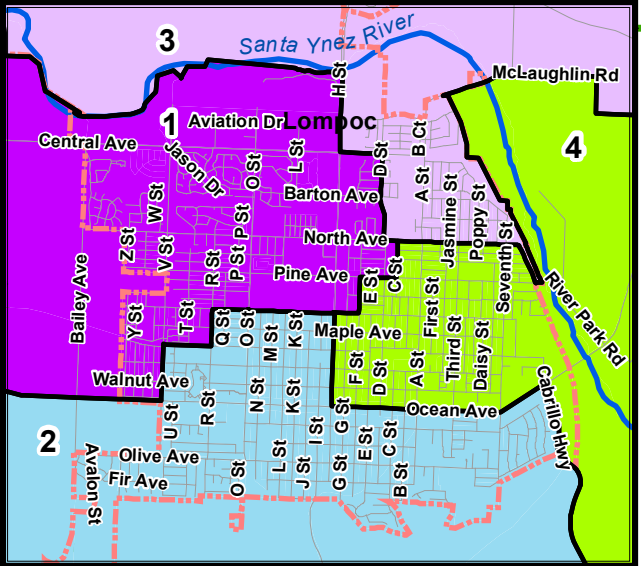 3
Santa Ynez River
H St
McLaughlin Rd
1
Aviation Dr
Lompoc
4
Central Ave
Jason Dr
O St
L St
D St
B Ct
Barton Ave
A St
Jasmine St
Poppy St
W St
P St
North Ave
Z St
V St
R St
P St
Pine Ave
E St
C St
Seventh St
Bailey Ave
First St
River Park Rd
Y St
T St
Q St
O St
M St
K St
Maple Ave
Third St
Daisy St
Walnut Ave
F St
D St
A St
N St
K St
Ocean Ave
Cabrillo Hwy
2
U St
R St
I St
G St
E St
C St
Avalon St
Olive Ave
Fir Ave
O St
L St
J St
G St
B St